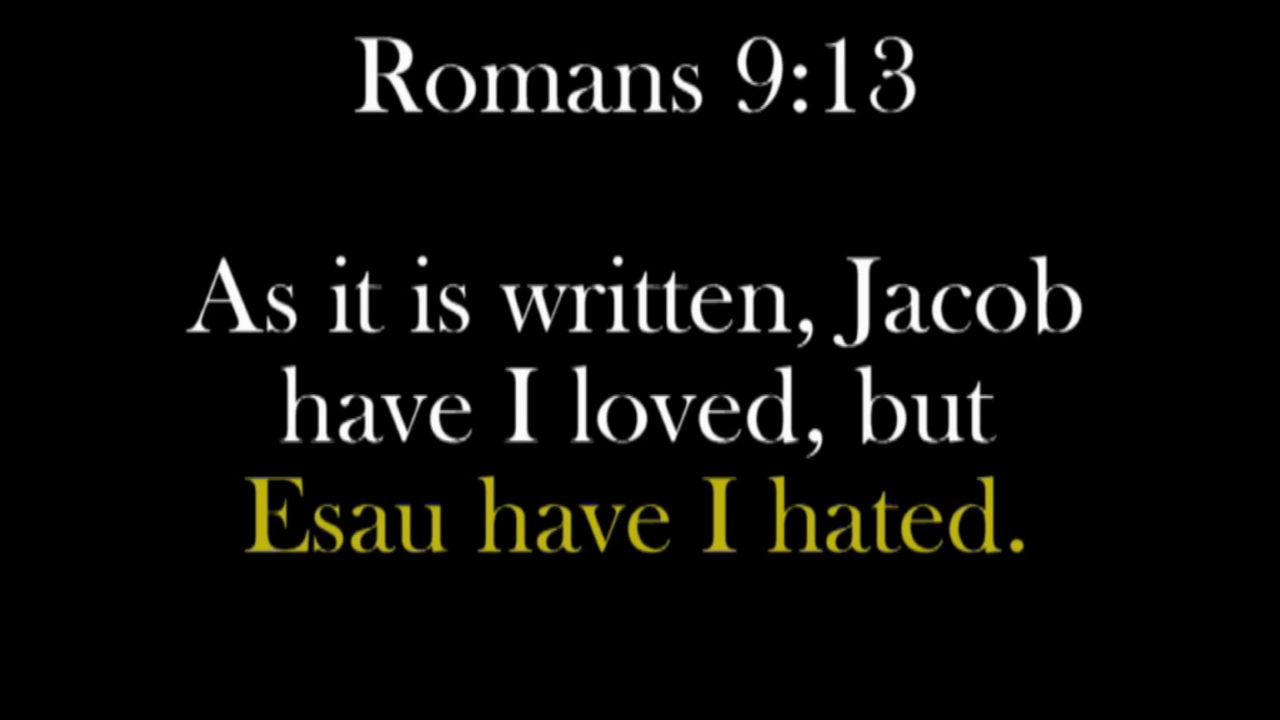 Romans 9:13
As it is written, Jacob
have I loved, but
Esau have I hated.